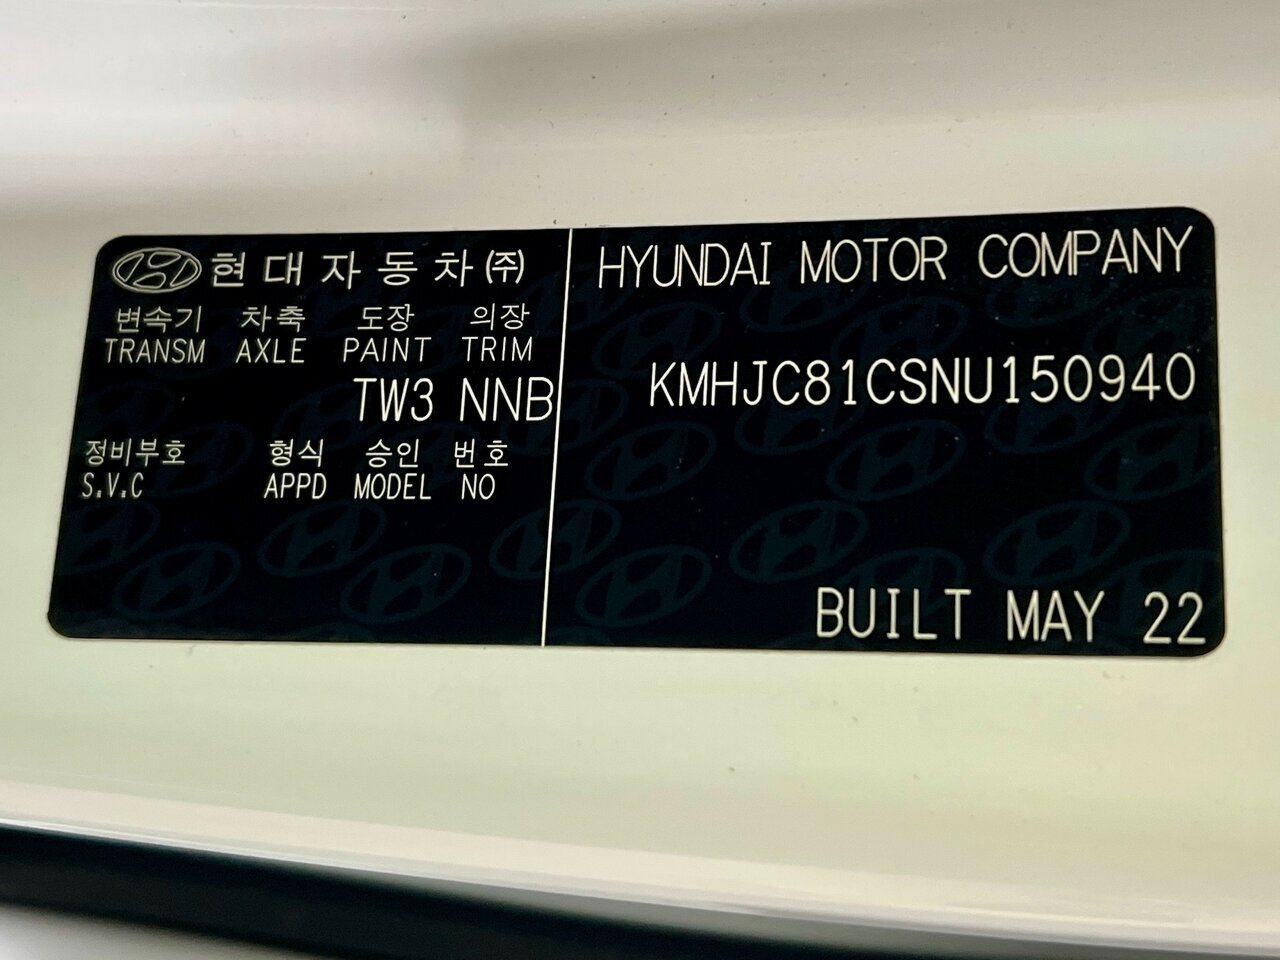 현대자동차㈜
변속기 차축 도장 의장
TRANSM AXLE PAINT TRIM
TW3 NNB
정비부호 형식 승인 번호
S.V.C APPD MODEL NO
HYUNDAI MOTOR COMPANY
KMHJC81CSNU150940
BUILT MAY 22